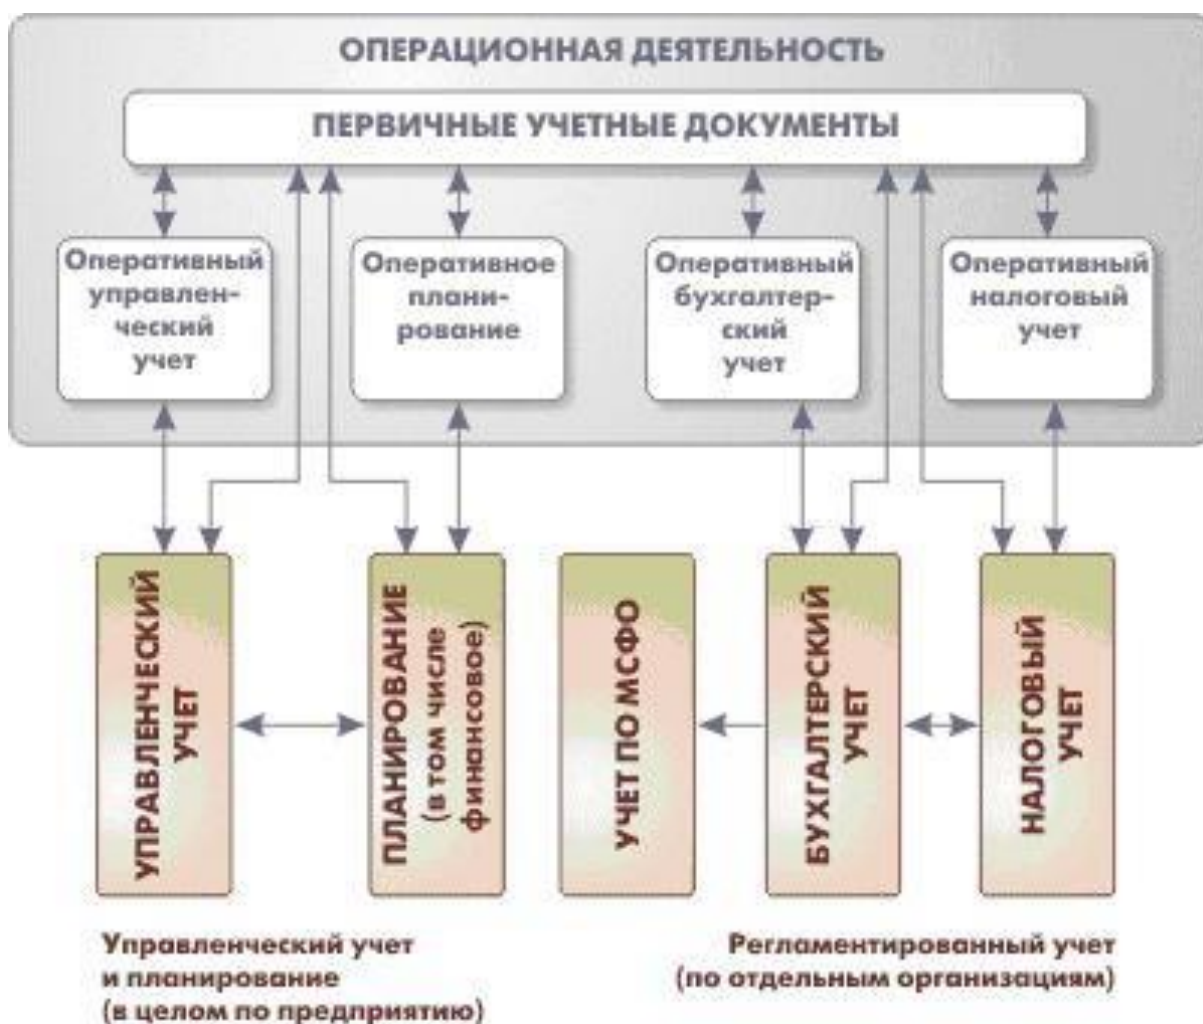 ОПЕРАЦИОННАЯ ДЕЯТЕЛЬНОСТЬ
ПЕРВИЧНЫЕ УЧЕТНЫЕ ДОКУМЕНТЫ
Оперативный
управлен-
ческий
учет
Оперативное
плани-
рование
Оперативный
бухгалтер-
ский
учет
Оперативный
налоговый
учет
УПРАВЛЕНЧЕСКИЙ
УЧЕТ
ПЛАНИРОВАНИЕ
(в том числе
финансовое)
УЧЕТ ПО МСФО
БУХГАЛТЕРСКИЙ
УЧЕТ
НАЛОГОВЫЙ
УЧЕТ
Управленческий учет
и планирование
(в целом по предприятию)
Регламентированный учет
(по отдельным организациям)